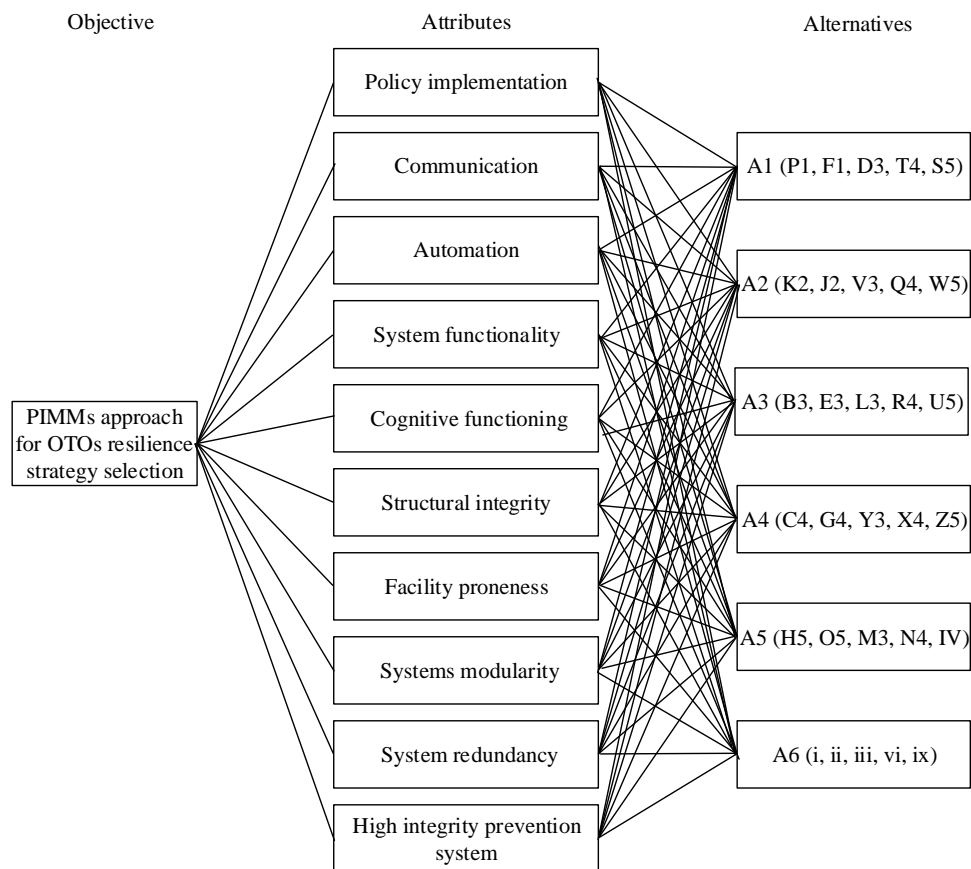 Objective
Attributes
Alternatives
Policy implementation
Communication
Automation
System functionality
Cognitive functioning
Structural integrity
Facility proneness
Systems modularity
System redundancy
High integrity prevention
system
PIMMs approach
for OTOs resilience
strategy selection
A1 (P1, F1, D3, T4, S5)
A2 (K2, J2, V3, Q4, W5)
A3 (B3, E3, L3, R4, U5)
A4 (C4, G4, Y3, X4, Z5)
A5 (H5, O5, M3, N4, IV)
A6 (i, ii, iii, vi, ix)